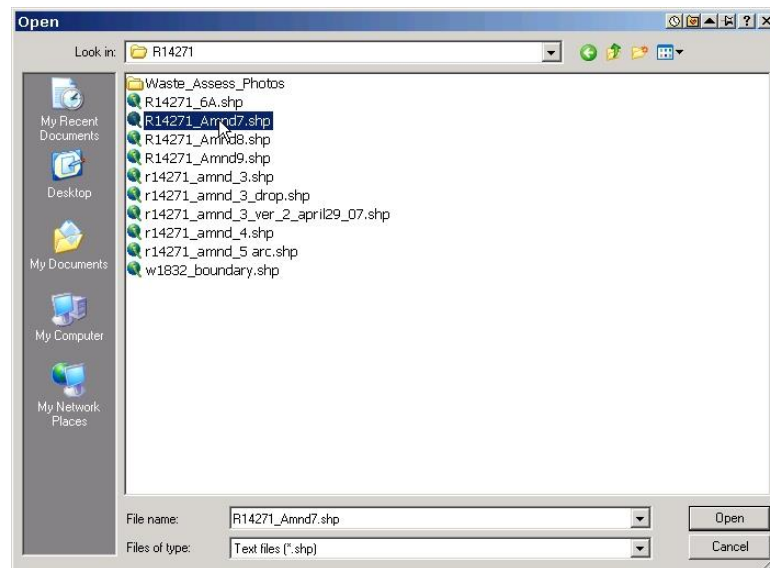 Open
Look in: R14271
My Recent
Documents
Desktop
My Documents
My Computer
My Network
Places
Waste_Assess_Photos
R14271_6A.shp
R14271_Amnd7.shp
R14271_Amnd8.shp
R14271_Amnd9.shp
r14271_amnd_3.shp
r14271_amnd_3_drop.shp
r14271_amnd_3_ver_2_april29_07.shp
r14271_amnd_4.shp
r14271_amnd_5 arc.shp
w1832_boundary.shp
File name: R14271_Amnd7.shp Open
Files of type: Text files (*.shp) Cancel